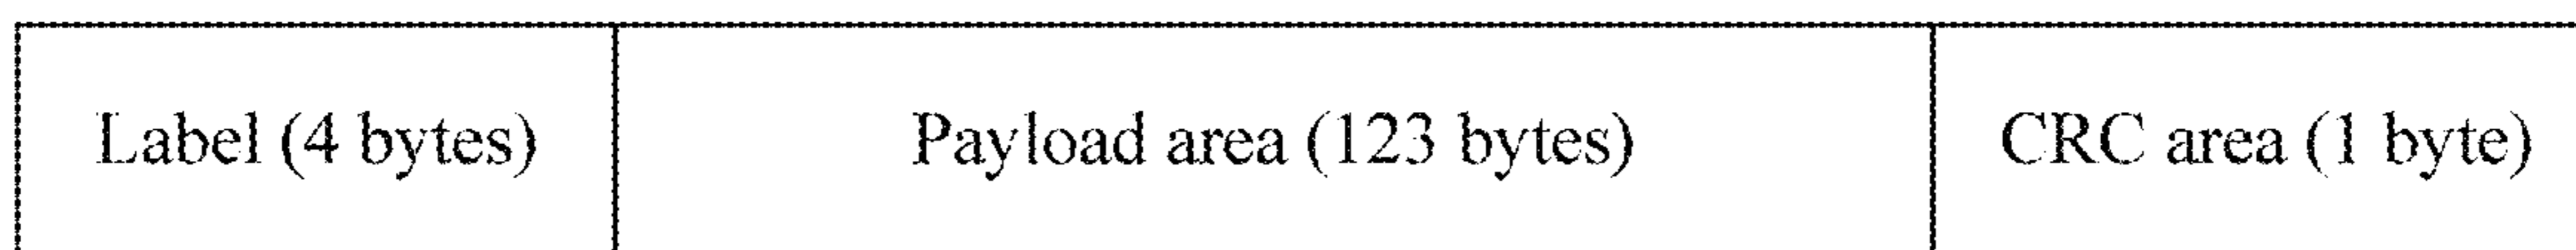 Label (4 bytes) Payload area (123 bytes) CRC area (1 byte)